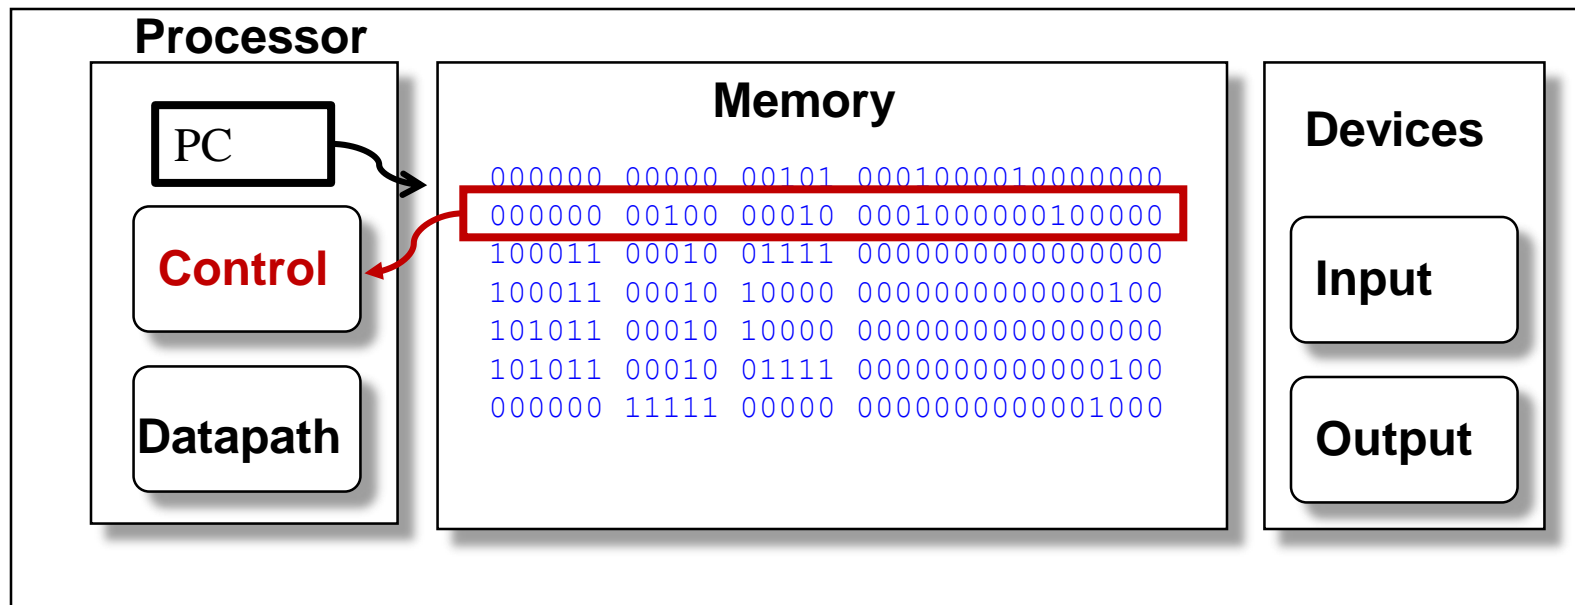 Processor
PC
Control
Datapath
Memory
000000 00000 00101 0001000010000000
000000 00100 00010 0001000000100000
100011 00010 01111 0000000000000000
100011 00010 10000 0000000000000100
101011 00010 10000 0000000000000000
101011 00010 01111 0000000000000100
000000 11111 00000 0000000000001000
Devices
Input
Output